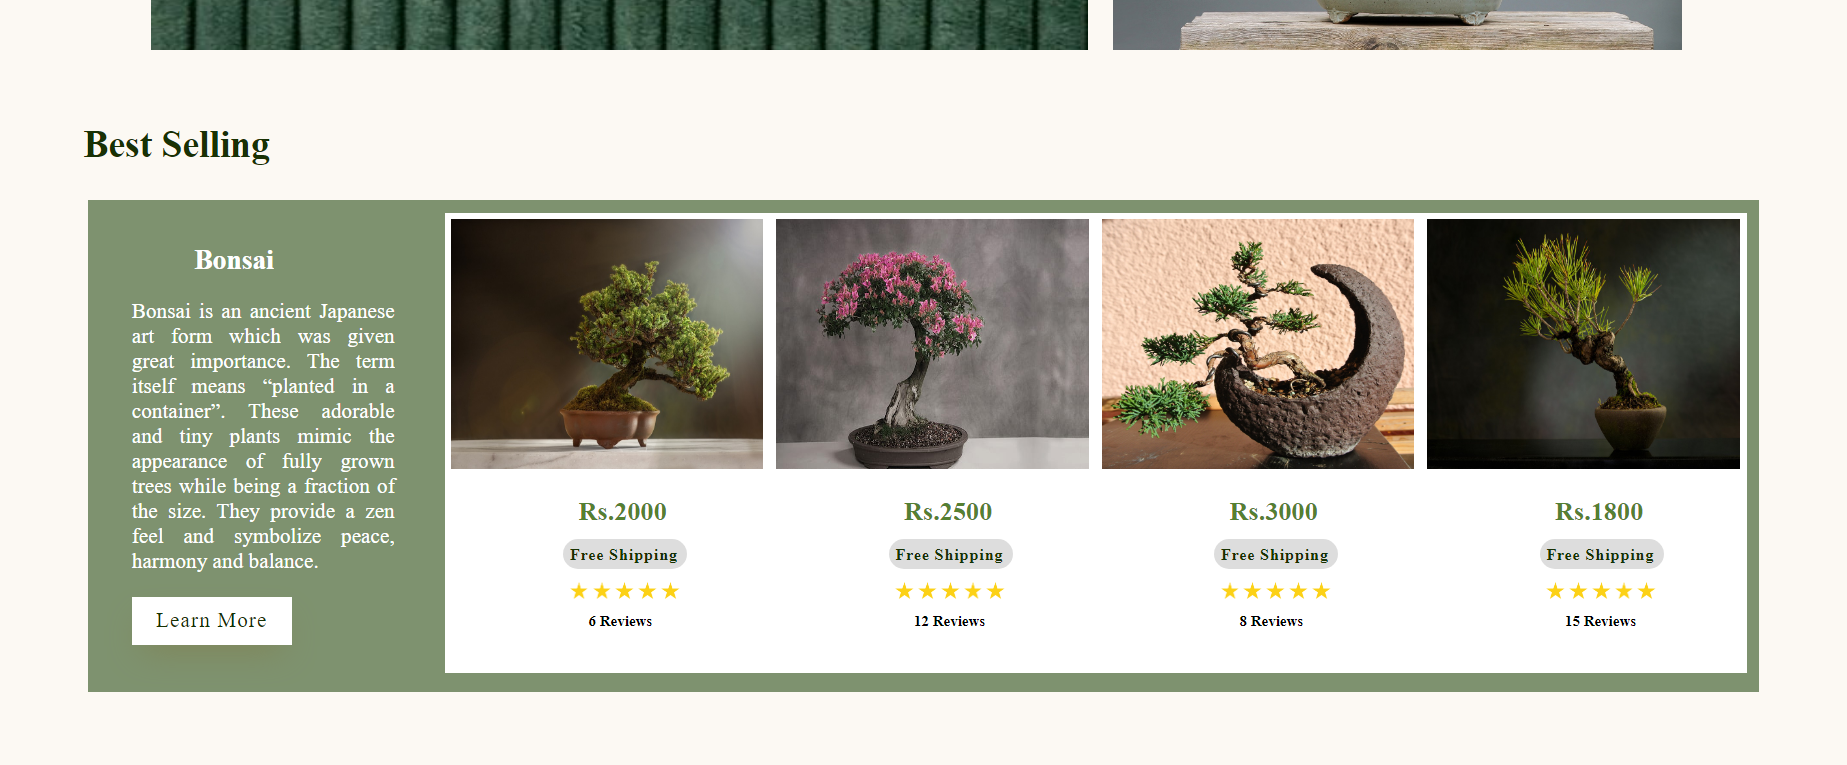 Best Selling
Bonsai
Bonsai is an ancient Japanese
art form which was given
great importance. The term
itself means “planted in a
container”. These adorable
and tiny plants mimic the
appearance of fully grown
trees while being a fraction of
the size. They provide a zen
feel and symbolize peace,
harmony and balance.
Learn More
Rs.2000
Free Shipping
6 Reviews
Rs.2500
Free Shipping
12 Reviews
Rs.3000
Free Shipping
8 Reviews
Rs.1800
Free Shipping
15 Reviews